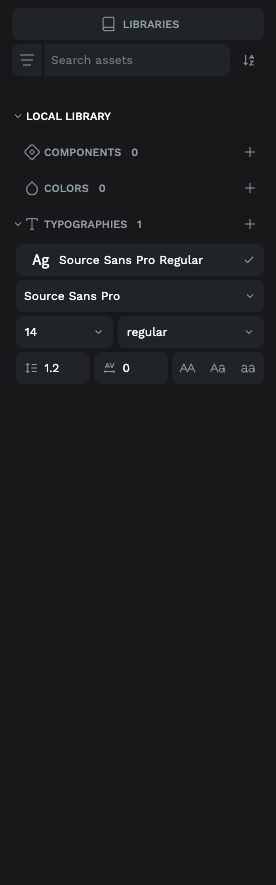 LIBRARIES
Search assets
LOCAL LIBRARY
COMPONENTS 0
COLORS 0
TYPOGRAPHIES 1
Ag Source Sans Pro Regular
Source Sans Pro
14 regular
1.2 AV 0 AA Aa aa